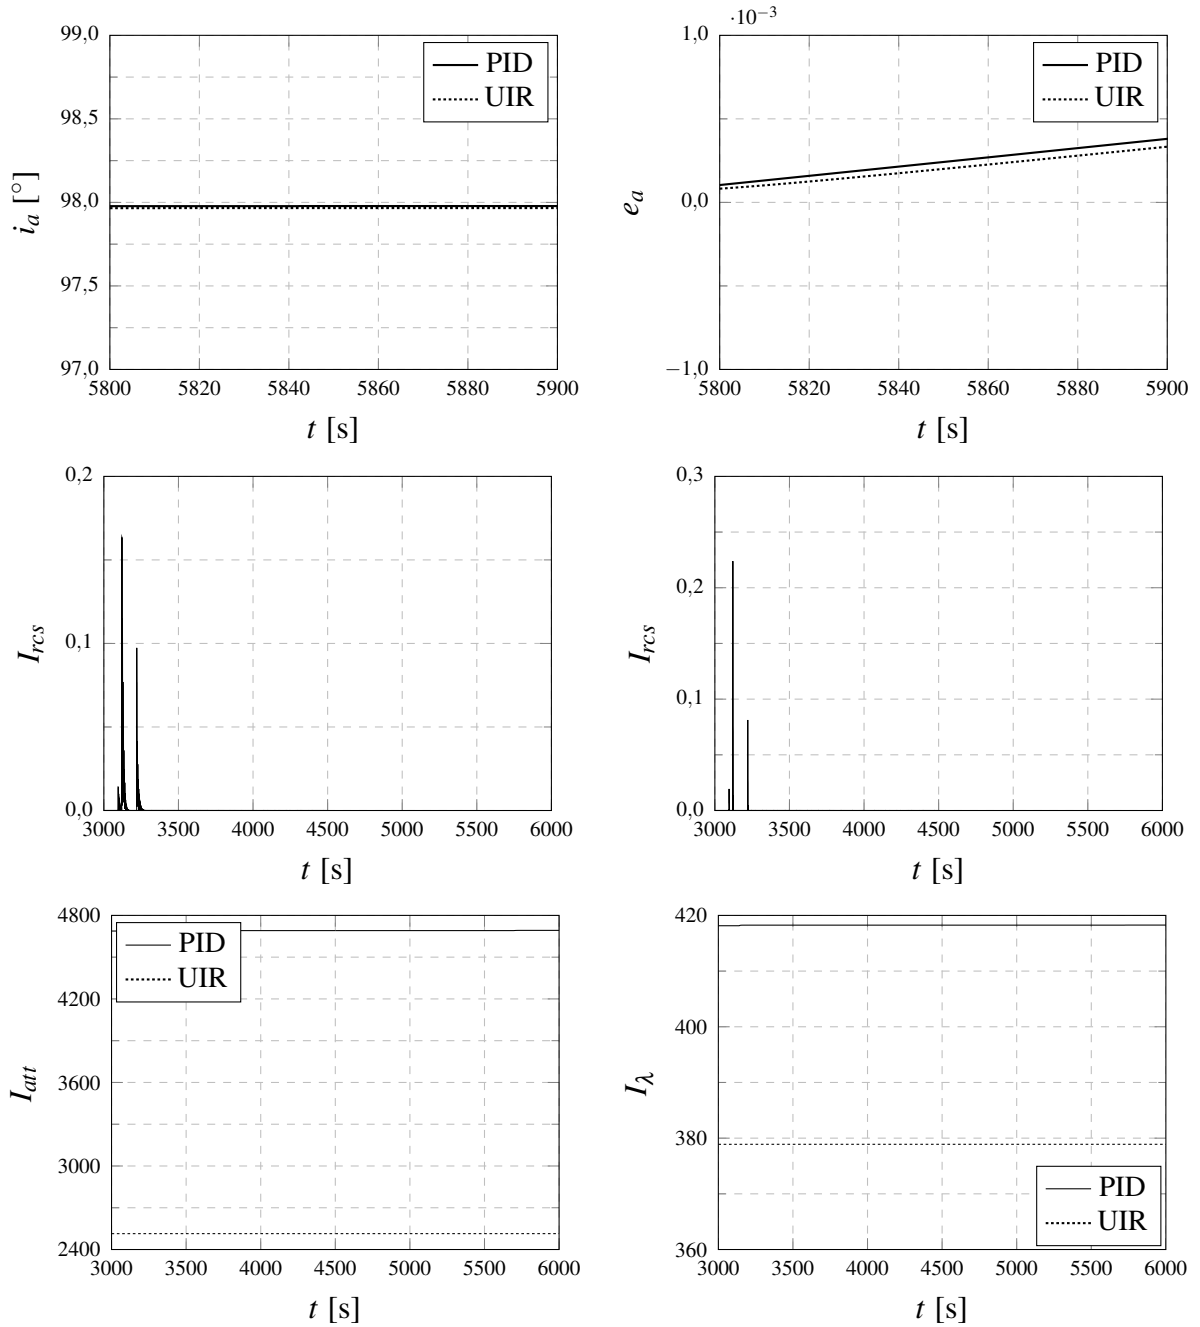 99,0
98,5
98,0
97,5
97,0
i_a [°]
PID
UIR
5800 5820 5840 5860 5880 5900
t [s]
·10−3
1,0
0,0
−1,0
e_a
PID
UIR
5800 5820 5840 5860 5880 5900
t [s]
0,2
0,1
0,0
I_rcs
3000 3500 4000 4500 5000 5500 6000
t [s]
0,3
0,2
0,1
0,0
I_rcs
3000 3500 4000 4500 5000 5500 6000
t [s]
4800
4200
3600
3000
2400
I_att
PID
UIR
3000 3500 4000 4500 5000 5500 6000
t [s]
420
400
380
360
I_λ
PID
UIR
3000 3500 4000 4500 5000 5500 6000
t [s]